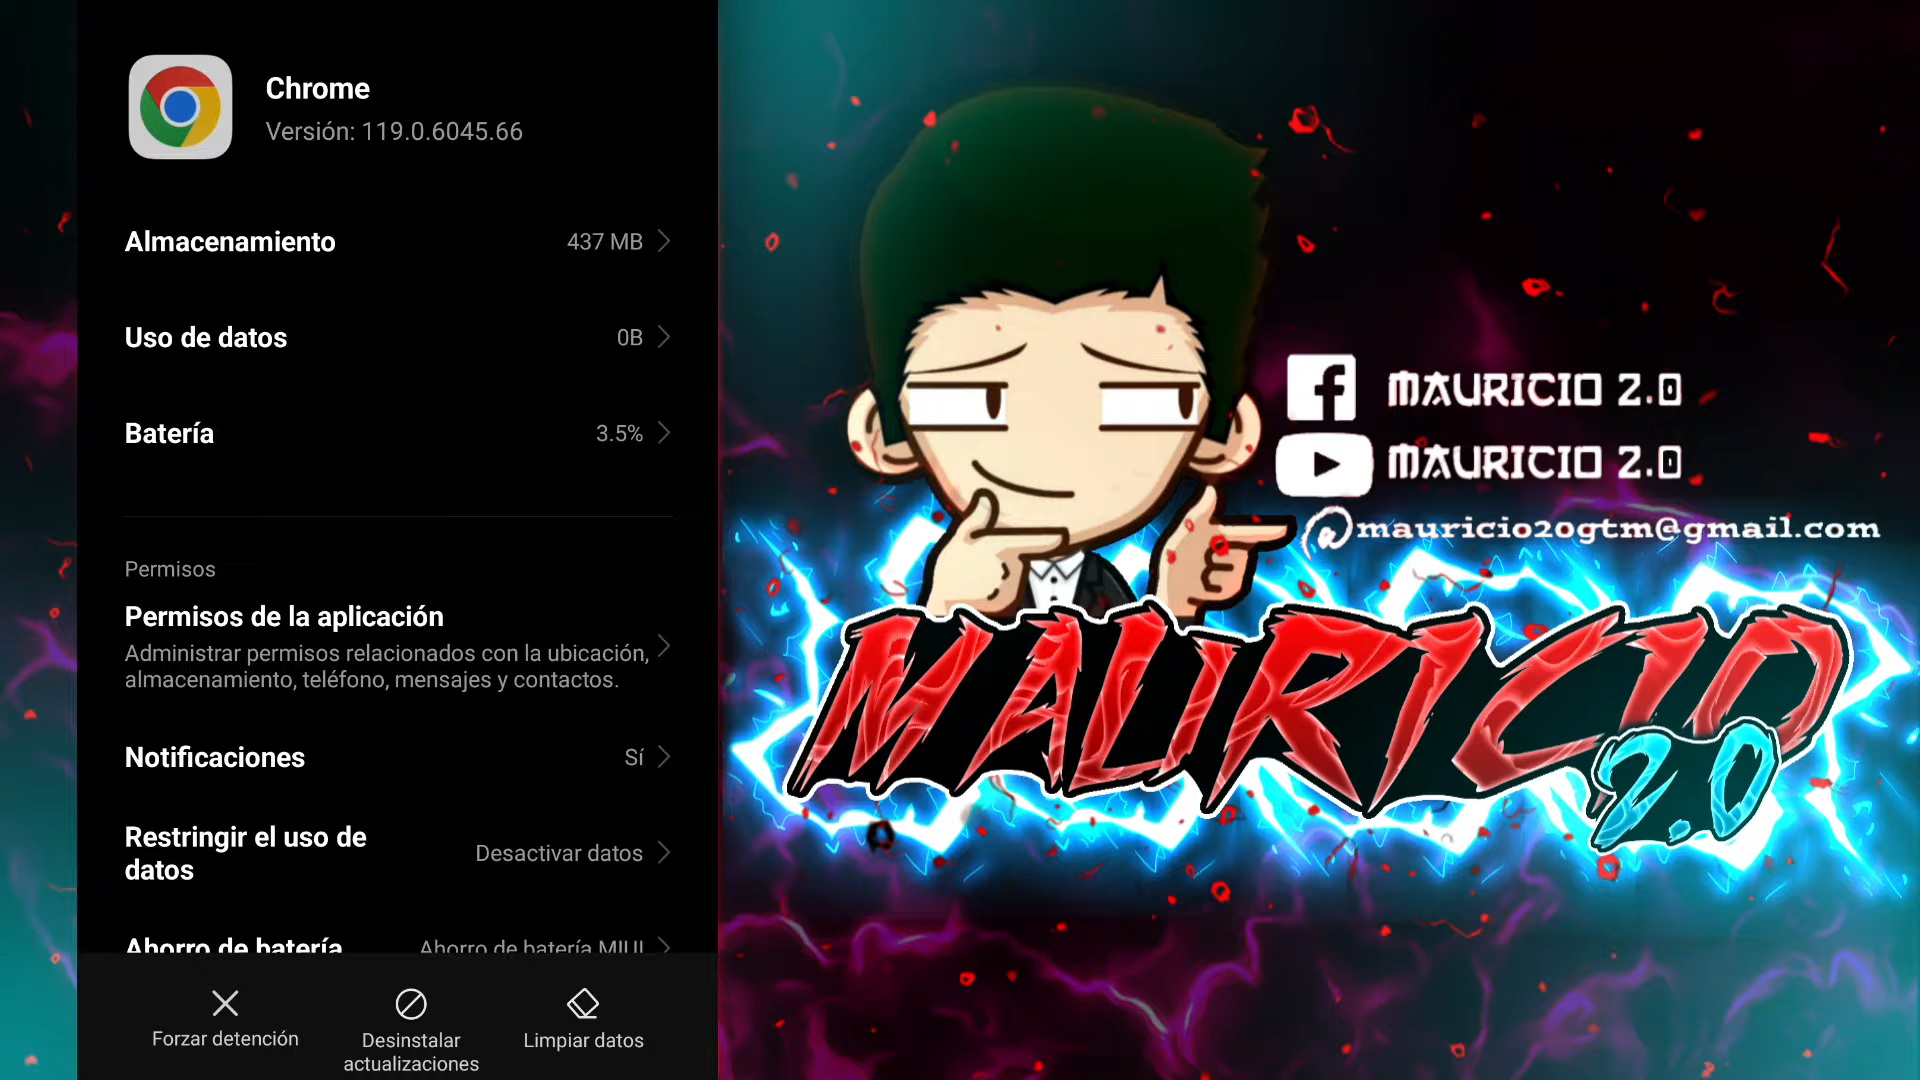 Chrome
Versión: 119.0.6045.66
Almacenamiento 437 MB
Uso de datos 0B
Batería 3.5%
Permisos
Permisos de la aplicación
Administrar permisos relacionados con la ubicación,
almacenamiento, teléfono, mensajes y contactos.
Notificaciones Sí
Restringir el uso de
datos
Desactivar datos
Ahorro de batería Ahorro de batería MIUI
Forzar detención
Desinstalar
actualizaciones
Limpiar datos
MAURICIO 2.0
MAURICIO 2.0
@mauricio20gtm@gmail.com
MAURICIO
2.0